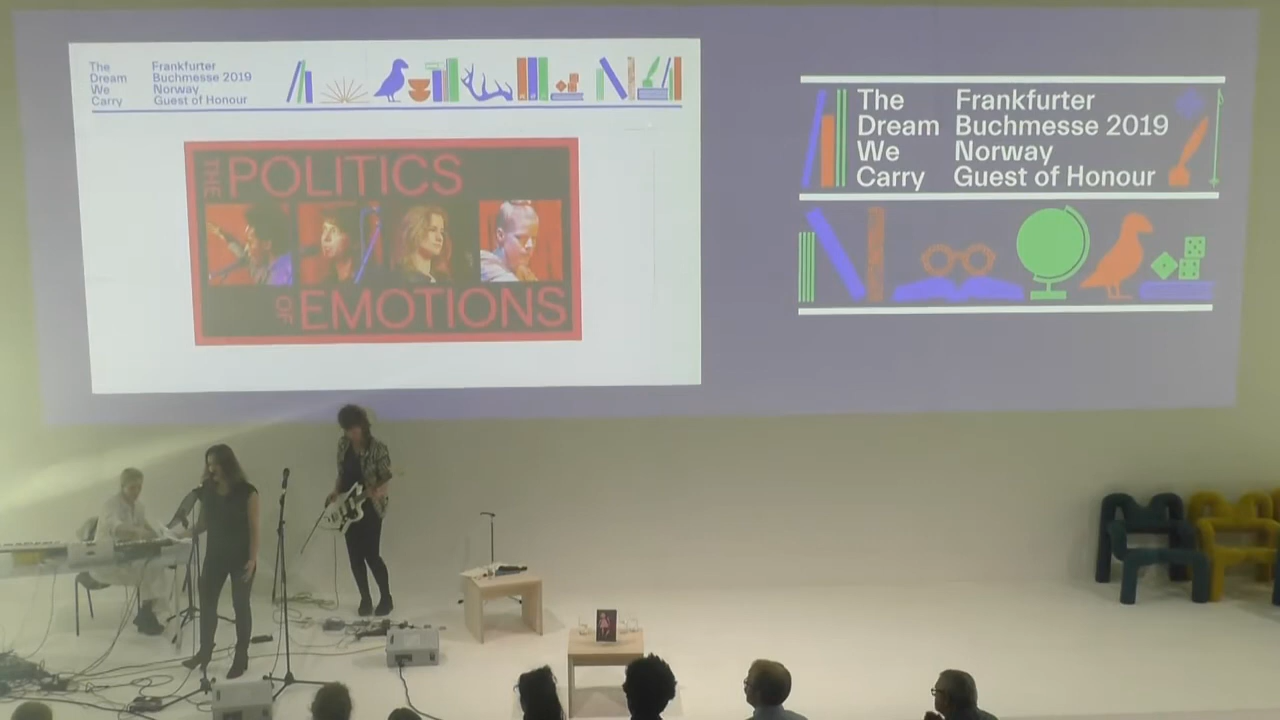 The
Dream
We
Carry
Frankfurter
Buchmesse 2019
Norway
Guest of Honour
THE POLITICS
OF EMOTIONS
The
Dream
We
Carry
Frankfurter
Buchmesse 2019
Norway
Guest of Honour